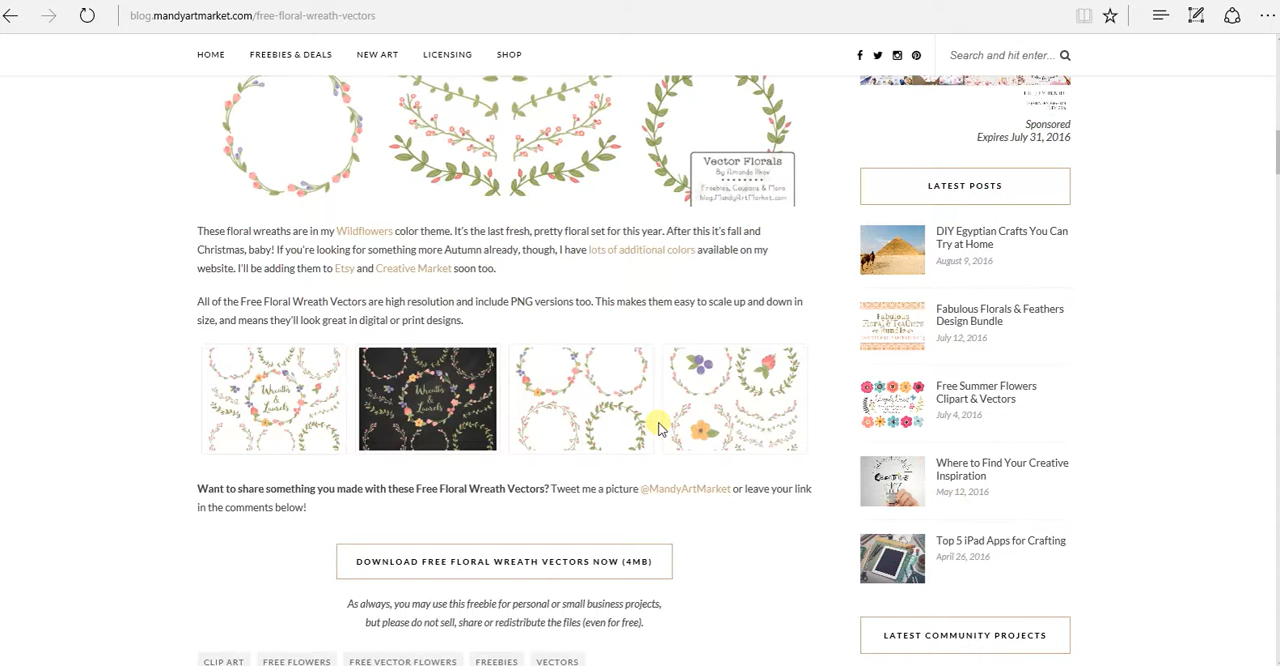 blog.mandyartmarket.com/free-floral-wreath-vectors
HOME FREEBIES & DEALS NEW ART LICENSING SHOP
Search and hit enter...
Sponsored
Expires July 31, 2016
Vector Florals
Freebies, Coupons & More
blog.MandyArtMarket.com
These floral wreaths are in my Wildflowers color theme. It's the last fresh, pretty floral set for this year. After this it's fall and
Christmas, baby! If you're looking for something more Autumn already, though, I have lots of additional colors available on my
website. I'll be adding them to Etsy and Creative Market soon too.
All of the Free Floral Wreath Vectors are high resolution and include PNG versions too. This makes them easy to scale up and down in
size, and means they'll look great in digital or print designs.
Wreaths
&
Laurels
Wreaths
&
Laurels
Want to share something you made with these Free Floral Wreath Vectors? Tweet me a picture @MandyArtMarket or leave your link
in the comments below!
DOWNLOAD FREE FLORAL WREATH VECTORS NOW (4MB)
As always, you may use this freebie for personal or small business projects,
but please do not sell, share or redistribute the files (even for free).
CLIP ART FREE FLOWERS FREE VECTOR FLOWERS FREEBIES VECTORS
LATEST POSTS
DIY Egyptian Crafts You Can
Try at Home
August 9, 2016
Fabulous Florals & Feathers
Design Bundle
July 12, 2016
Free Summer Flowers
Clipart & Vectors
July 4, 2016
Where to Find Your Creative
Inspiration
May 12, 2016
Top 5 iPad Apps for Crafting
April 26, 2016
LATEST COMMUNITY PROJECTS